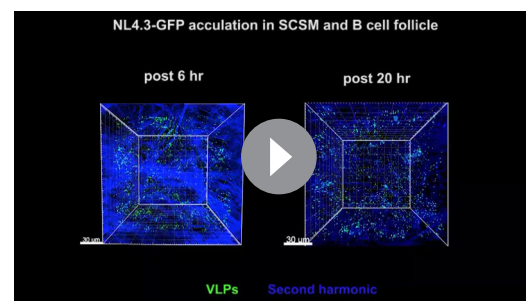 NL4.3-GFP acculation in SCSM and B cell follicle
post 6 hr
post 20 hr
30 um
30 um
VLPs
Second harmonic